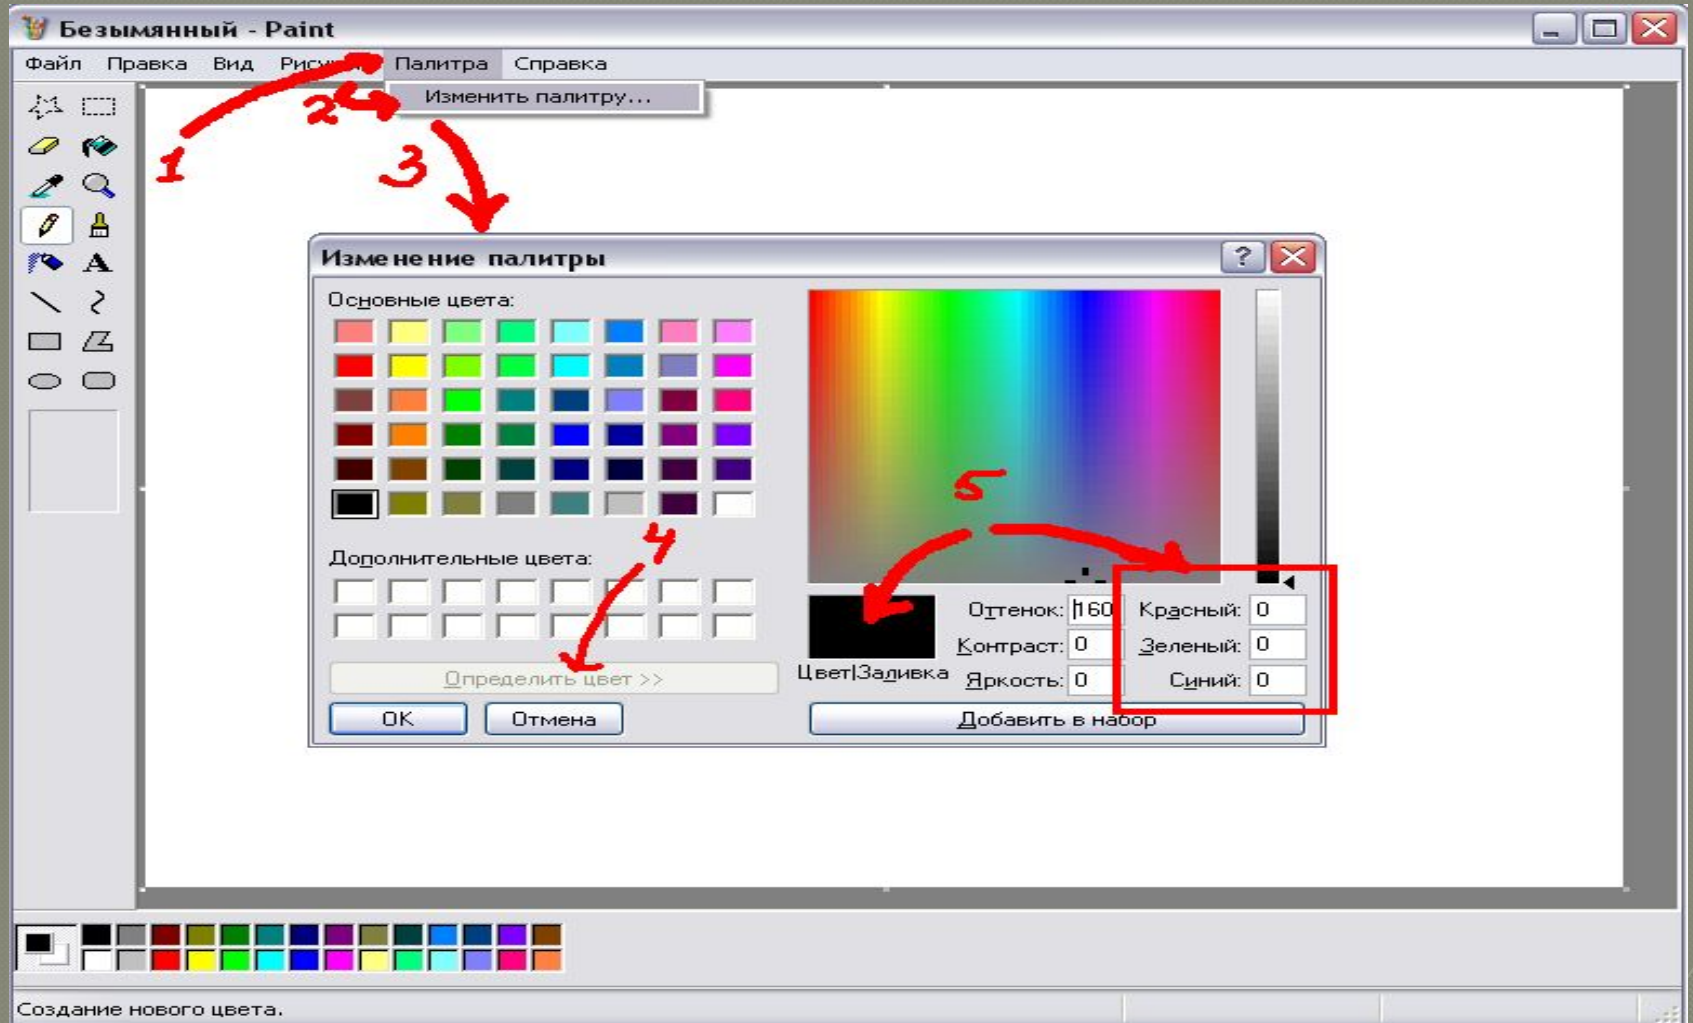 Безымянный - Paint
Файл Правка Вид Палитра Справка
Изменить палитру...
2
1
3
Изменение палитры
Основные цвета:
5
4
Дополнительные цвета:
Оттенок: 160 Красный: 0
Контраст: 0 Зеленый: 0
Цвет|Заливка Яркость: 0 Синий: 0
Определить цвет >>
OK Отмена Добавить в набор
Создание нового цвета.